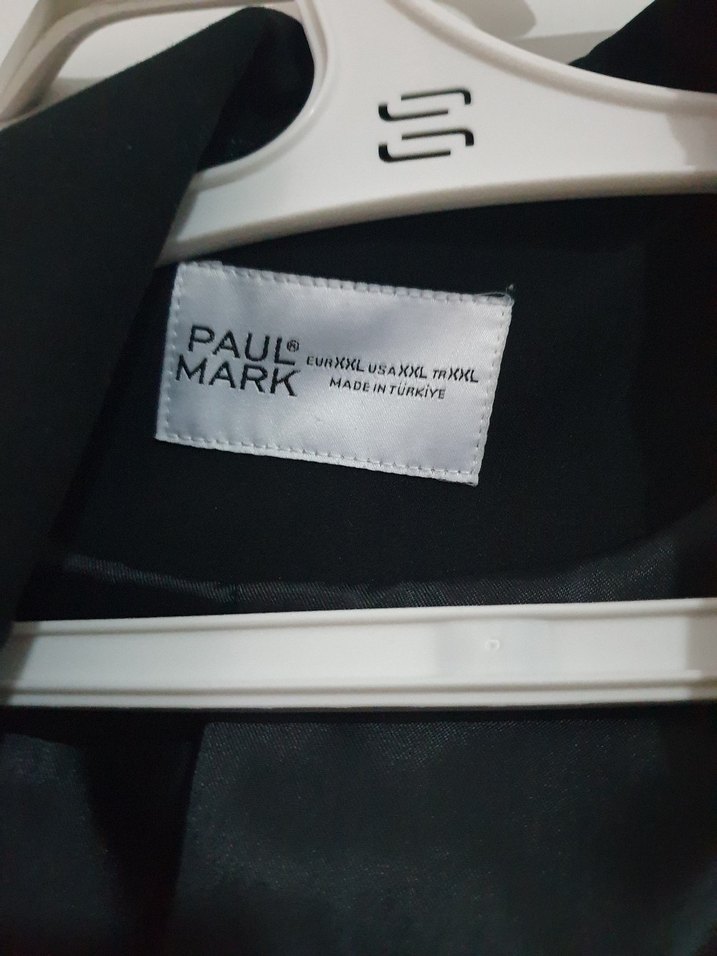 PAUL®
MARK
EUR XXL USA XXL TR XXL
MADE IN TÜRKİYE